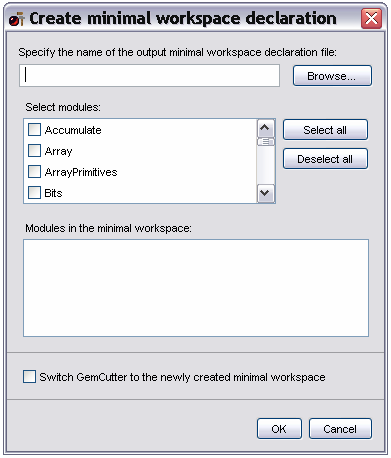 Create minimal workspace declaration
Specify the name of the output minimal workspace declaration file:
Browse...
Select modules:
Accumulate
Select all
Array
Deselect all
ArrayPrimitives
Bits
Modules in the minimal workspace:
Switch GemCutter to the newly created minimal workspace
OK Cancel